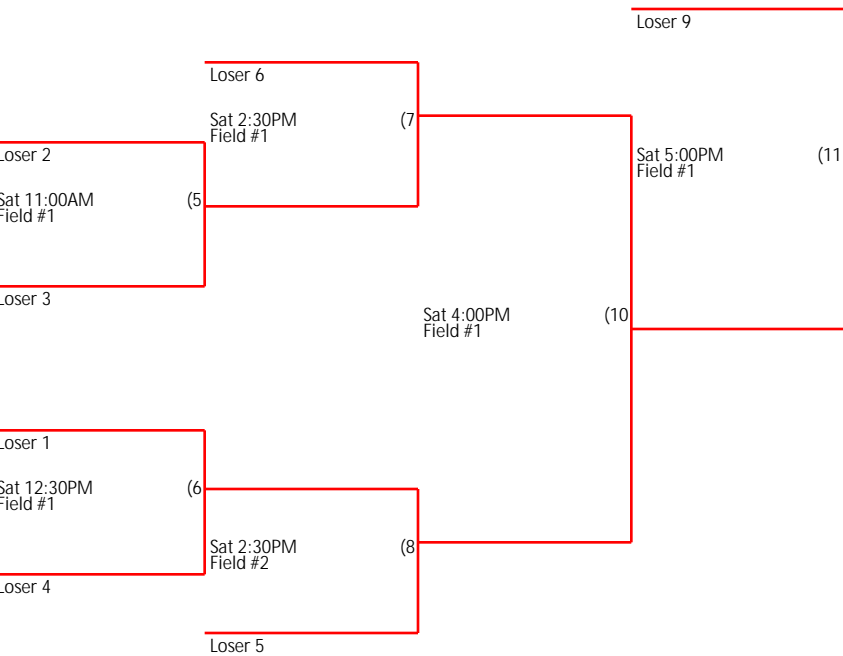 Loser 9
Loser 6
Sat 2:30PM (7
Field #1
Loser 2
Sat 5:00PM (11
Field #1
Sat 11:00AM (5
Field #1
Loser 3
Sat 4:00PM (10
Field #1
Loser 1
Sat 12:30PM (6
Field #1
Sat 2:30PM (8
Field #2
Loser 4
Loser 5